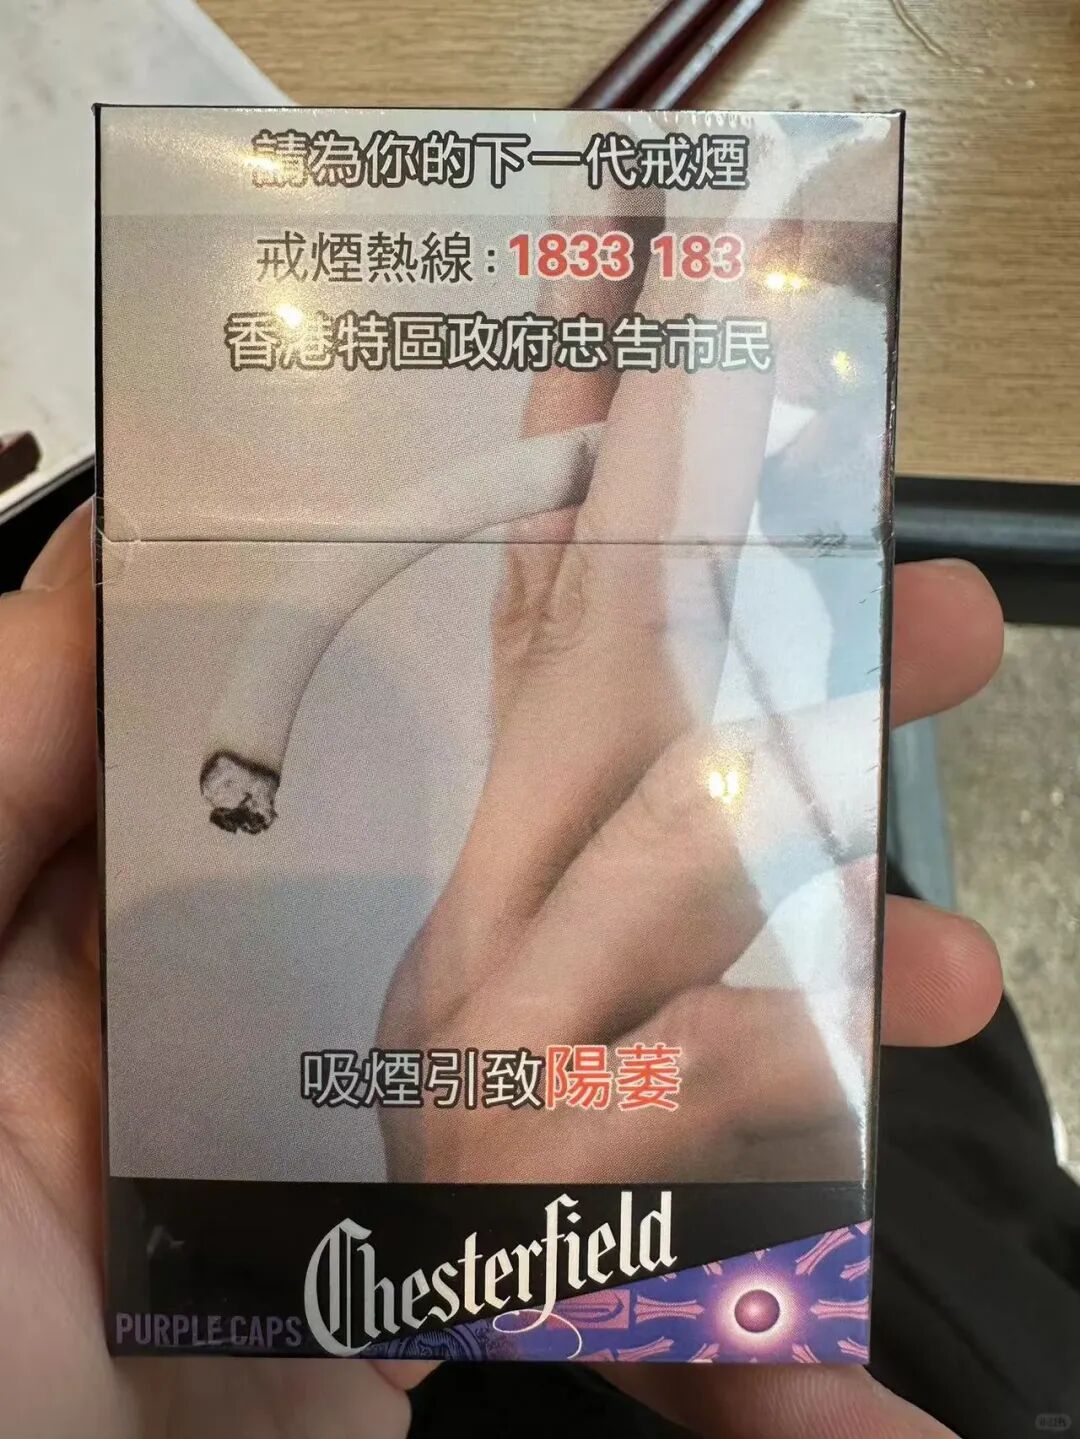 請為你的下一代戒煙
戒煙熱線:1833 183
香港特區政府忠告市民
吸煙引致陽萎
Chesterfield
PURPLE CAPS